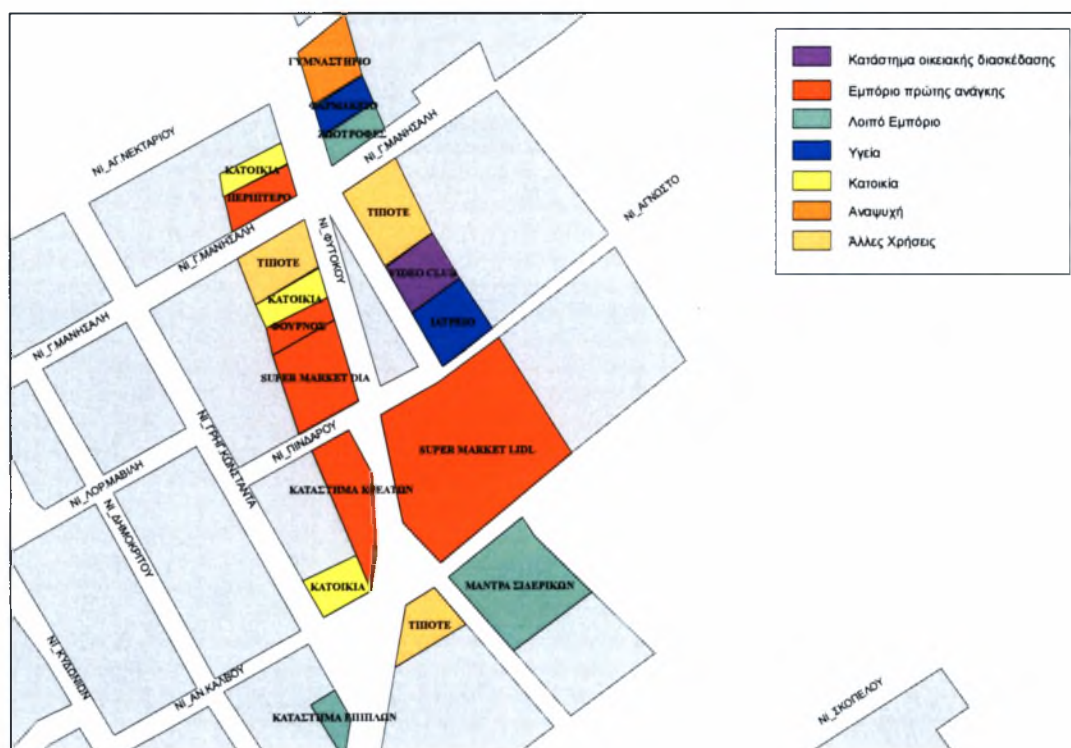 ΓΥΜΝΑΣΤΗΡΙΟ
ΦΑΡΜΑΚΕΙΟ
ΖΩΟΤΡΟΦΕΣ
ΝΙ_Γ.ΜΑΝΗΣΑΛΗ
ΝΙ_ΑΓ.ΝΕΚΤΑΡΙΟΥ
ΚΑΤΟΙΚΙΑ
ΠΕΡΙΠΤΕΡΟ
ΤΙΠΟΤΕ
ΝΙ_ΑΓΝΩΣΤΟ
ΝΙ_Γ.ΜΑΝΗΣΑΛΗ
ΝΙ_ΦΥΤΟΚΟΥ
ΤΙΠΟΤΕ
VIDEO CLUB
ΚΑΤΟΙΚΙΑ
ΙΑΤΡΕΙΟ
ΦΟΥΡΝΟΣ
ΝΙ_Γ.ΜΑΝΗΣΑΛΗ
SUPER MARKET DIA
ΝΙ_ΓΡΗΓ.ΚΩΝΣΤΑΝΤΑ
ΝΙ_ΠΙΝΔΑΡΟΥ
SUPER MARKET LIDL
ΝΙ_ΛΟΡ.ΜΑΒΙΛΗ
ΚΑΤΑΣΤΗΜΑ ΚΡΕΑΤΩΝ
ΝΙ_ΔΗΜΟΚΡΙΤΟΥ
ΚΑΤΟΙΚΙΑ
ΜΑΝΤΡΑ ΣΙΔΕΡΙΚΩΝ
ΤΙΠΟΤΕ
ΝΙ_ΚΥΔΩΝΙΩΝ
ΝΙ_ΑΝ.ΚΑΛΒΟΥ
ΚΑΤΑΣΤΗΜΑ ΕΠΙΠΛΩΝ
ΝΙ_ΣΚΟΠΕΛΟΥ
Κατάστημα οικειακής διασκέδασης
Εμπόριο πρώτης ανάγκης
Λοιπό Εμπόριο
Υγεία
Κατοικία
Αναψυχή
Άλλες Χρήσεις